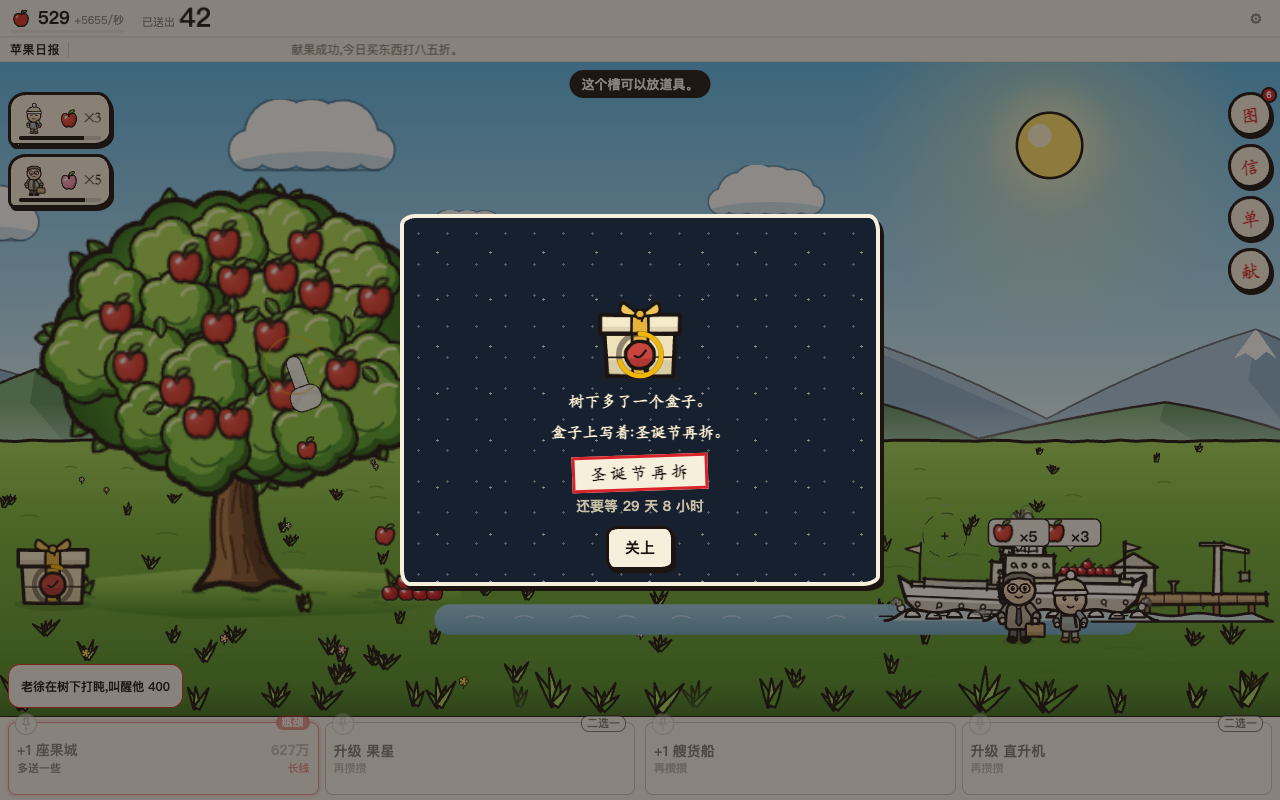 529 +5655/秒 已送出 42
苹果日报 献果成功,今日买东西打八五折。
这个槽可以放道具。
×3
×5
图 6
信
单
献
树下多了一个盒子。
盒子上写着:圣诞节再拆。
圣诞节再拆
还要等 29 天 8 小时
关上
×5 ×3
老徐在树下打盹,叫醒他 400
瓶颈
+1 座果城 627万
多送一些 长线
二选一
升级 果星
再攒攒
+1 艘货船
再攒攒
二选一
升级 直升机
再攒攒